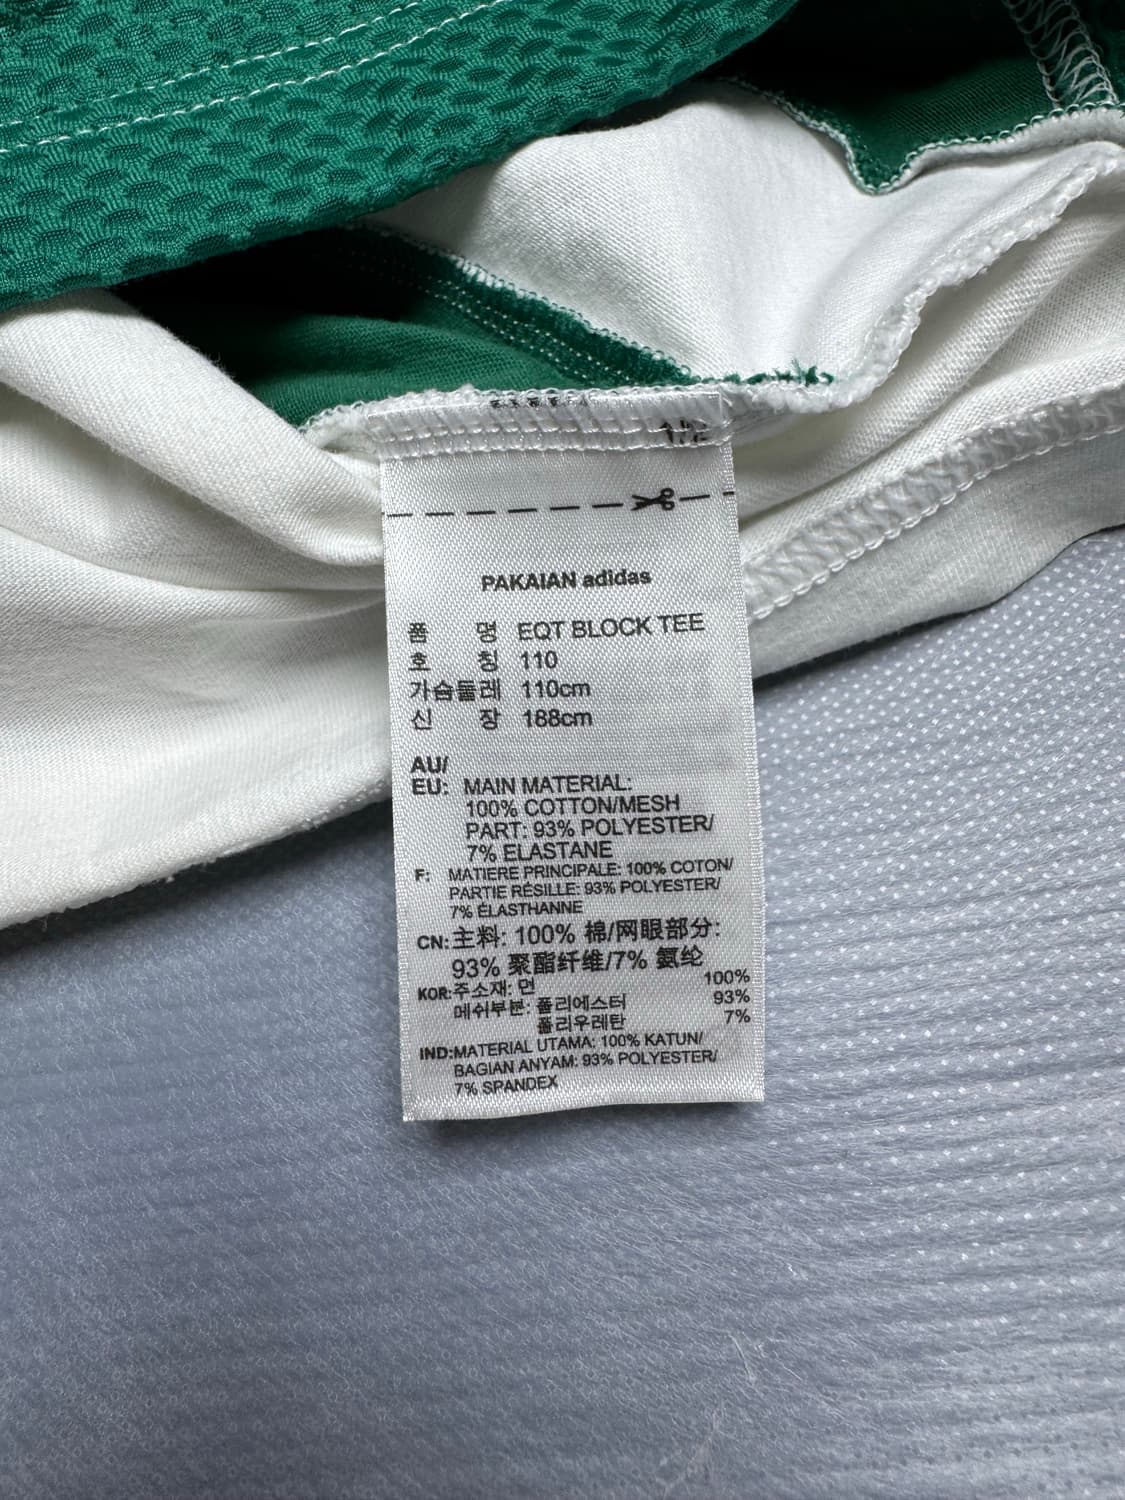 PAKAIAN adidas
품 명 EQT BLOCK TEE
호 칭 110
가슴둘레 110cm
신 장 188cm
AU/
EU: MAIN MATERIAL:
100% COTTON/MESH
PART: 93% POLYESTER/
7% ELASTANE
F: MATIERE PRINCIPALE: 100% COTON/
PARTIE RÉSILLE: 93% POLYESTER/
7% ÉLASTHANNE
CN: 主料: 100% 棉/网眼部分:
93% 聚酯纤维/7% 氨纶
KOR: 주소재: 면 100%
메쉬부분: 폴리에스터 93%
폴리우레탄 7%
IND: MATERIAL UTAMA: 100% KATUN/
BAGIAN ANYAM: 93% POLYESTER/
7% SPANDEX